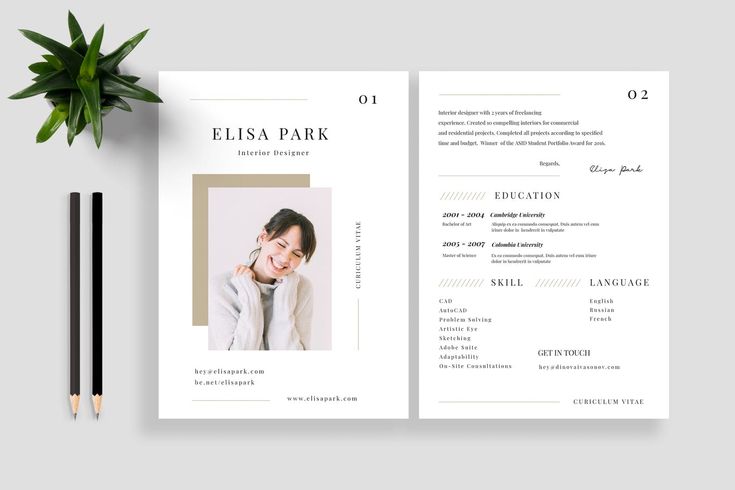 01
ELISA PARK
Interior Designer
CURICULUM VITAE
hey@elisapark.com
be.net/elisapark
www.elisapark.com
02
Interior designer with 2 years of freelancing
experience. Created 10 compelling interiors for commercial
and residential projects. Completed all projects according to specified
time and budget. Winner of the ASID Student Portfolio Award for 2016.
Regards,
Elisa Park
EDUCATION
2001 - 2004 Cambridge University
Bachelor of Art Aliquip ex ea commodo consequat. Duis autem vel eum
iriure dolor in hendrerit in vulputate
2005 - 2007 Colombia University
Master of Science Ex ea commodo consequat. Duis autem vel eum iriure
dolor in hendrerit in vulputate
SKILL
CAD
AutoCAD
Problem Solving
Artistic Eye
Sketching
Adobe Suite
Adaptability
On-Site Consultations
LANGUAGE
English
Russian
French
GET IN TOUCH
hey@dinovaivasonov.com
CURICULUM VITAE